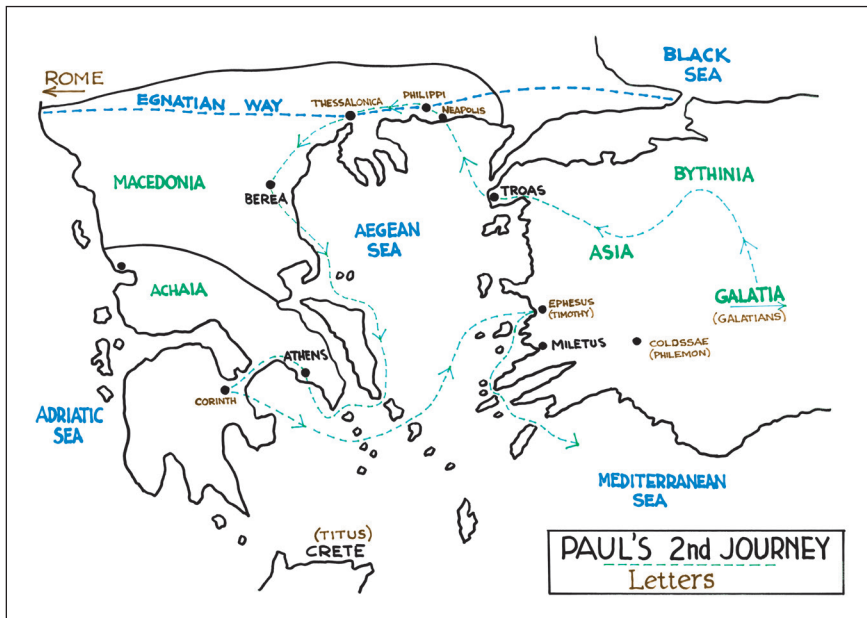 ROME
BLACK
SEA
EGNATIAN WAY
THESSALONICA
PHILIPPI
NEAPOLIS
MACEDONIA
BEREA
TROAS
BYTHINIA
AEGEAN
SEA
ASIA
ACHAIA
GALATIA
(GALATIANS)
EPHESUS
(TIMOTHY)
MILETUS
COLOSSAE
(PHILEMON)
ATHENS
CORINTH
ADRIATIC
SEA
MEDITERRANEAN
SEA
(TITUS)
CRETE
PAUL'S 2nd JOURNEY
Letters